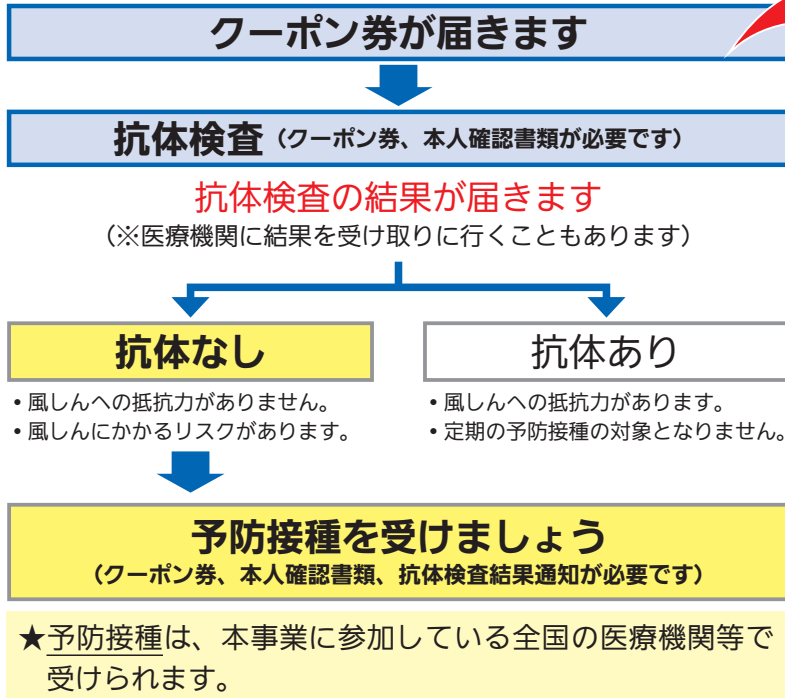 クーポン券が届きます
抗体検査（クーポン券、本人確認書類が必要です）
抗体検査の結果が届きます
（※医療機関に結果を受け取りに行くこともあります）
抗体なし
・風しんへの抵抗力がありません。
・風しんにかかるリスクがあります。
抗体あり
・風しんへの抵抗力があります。
・定期の予防接種の対象となりません。
予防接種を受けましょう
（クーポン券、本人確認書類、抗体検査結果通知が必要です）
★予防接種は、本事業に参加している全国の医療機関等で
受けられます。